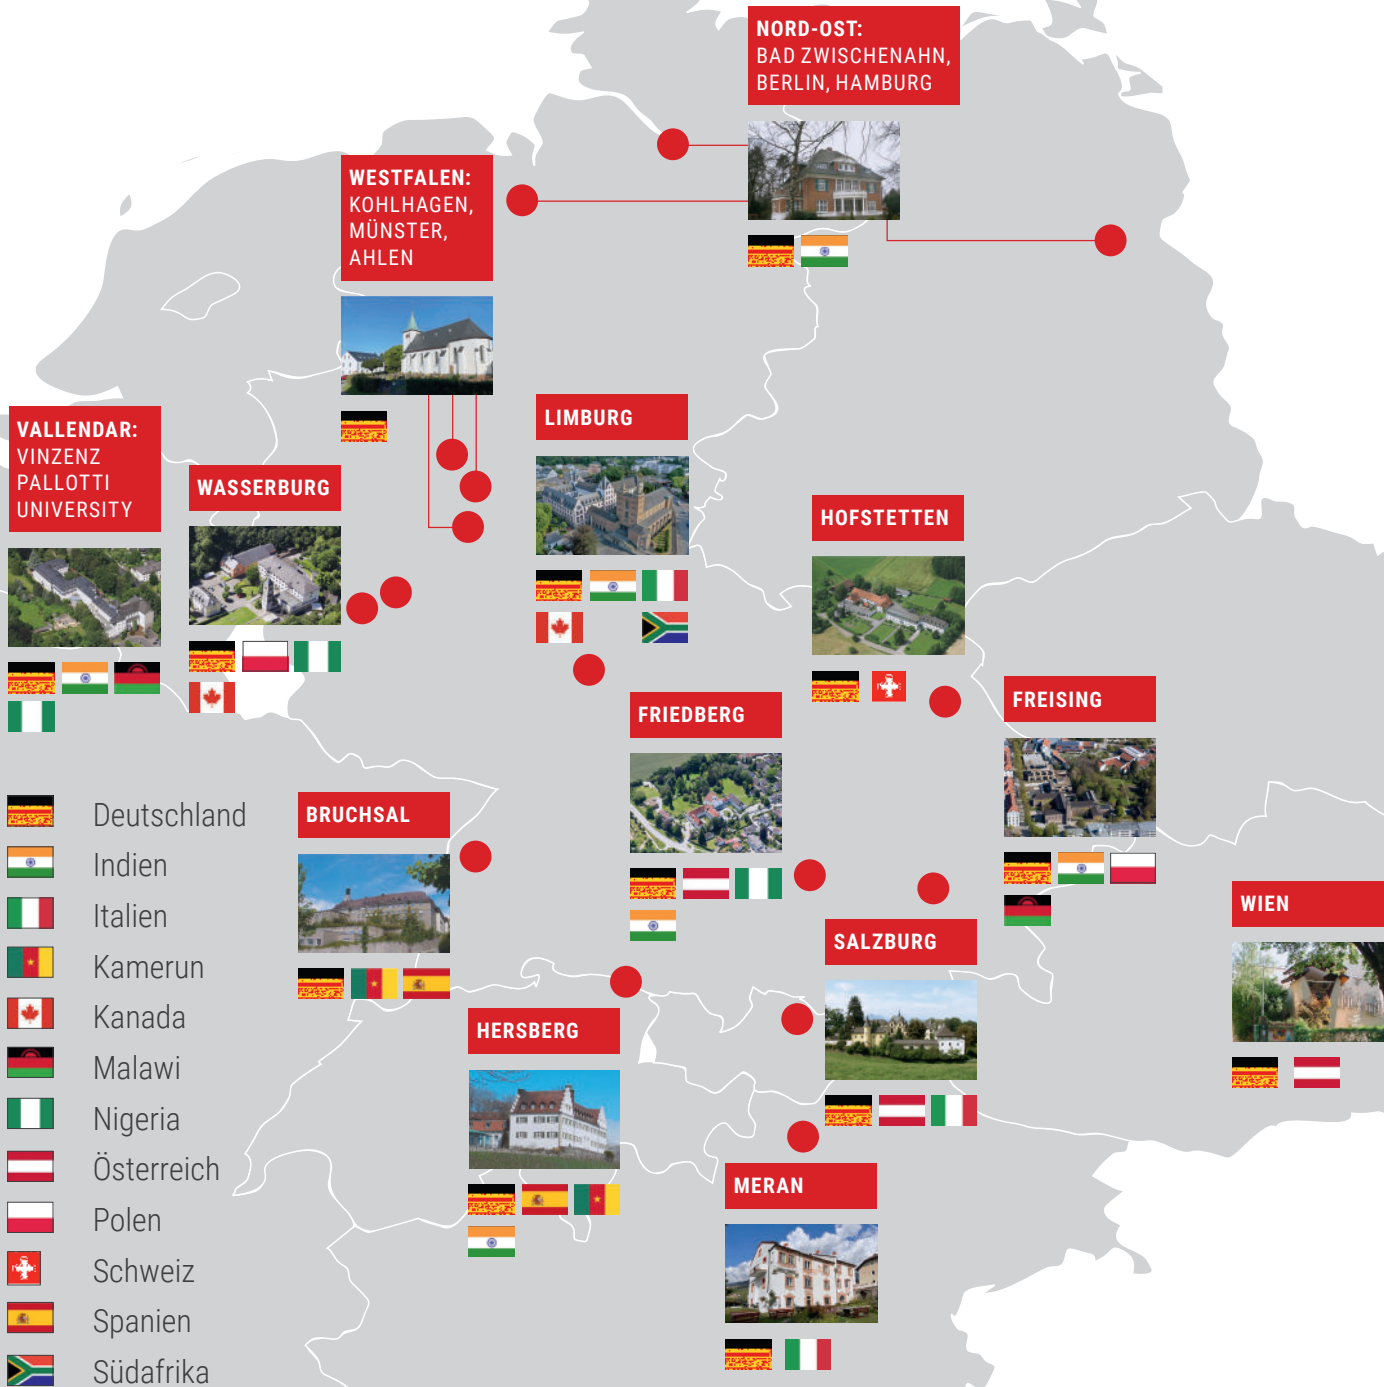 NORD-OST:
BAD ZWISCHENAHN,
BERLIN, HAMBURG
WESTFALEN:
KOHLHAGEN,
MÜNSTER,
AHLEN
LIMBURG
VALLENDAR:
VINZENZ
PALLOTTI
UNIVERSITY
WASSERBURG
HOFSTETTEN
FREISING
FRIEDBERG
BRUCHSAL
WIEN
SALZBURG
HERSBERG
MERAN
Deutschland
Indien
Italien
Kamerun
Kanada
Malawi
Nigeria
Österreich
Polen
Schweiz
Spanien
Südafrika